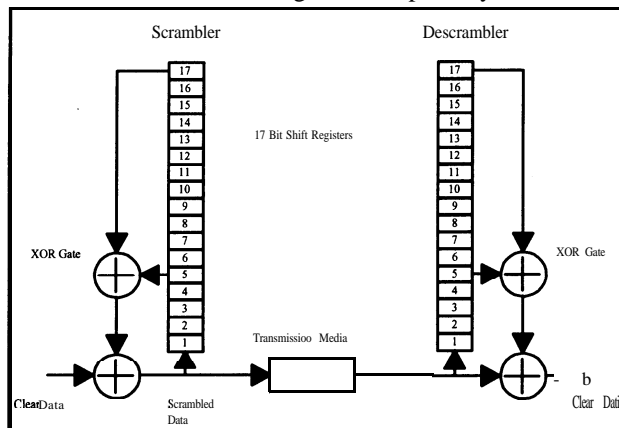 Scrambler Descrambler
17 17
16 16
15 15
14 14
13 13
12 12
11 11
10 10
9 9
8 8
7 7
6 6
5 5
4 4
3 3
2 2
1 1
17 Bit Shift Registers
XOR Gate XOR Gate
Transmissioo Media
ClearData
Scrambled
Data
- b
Clear Dati